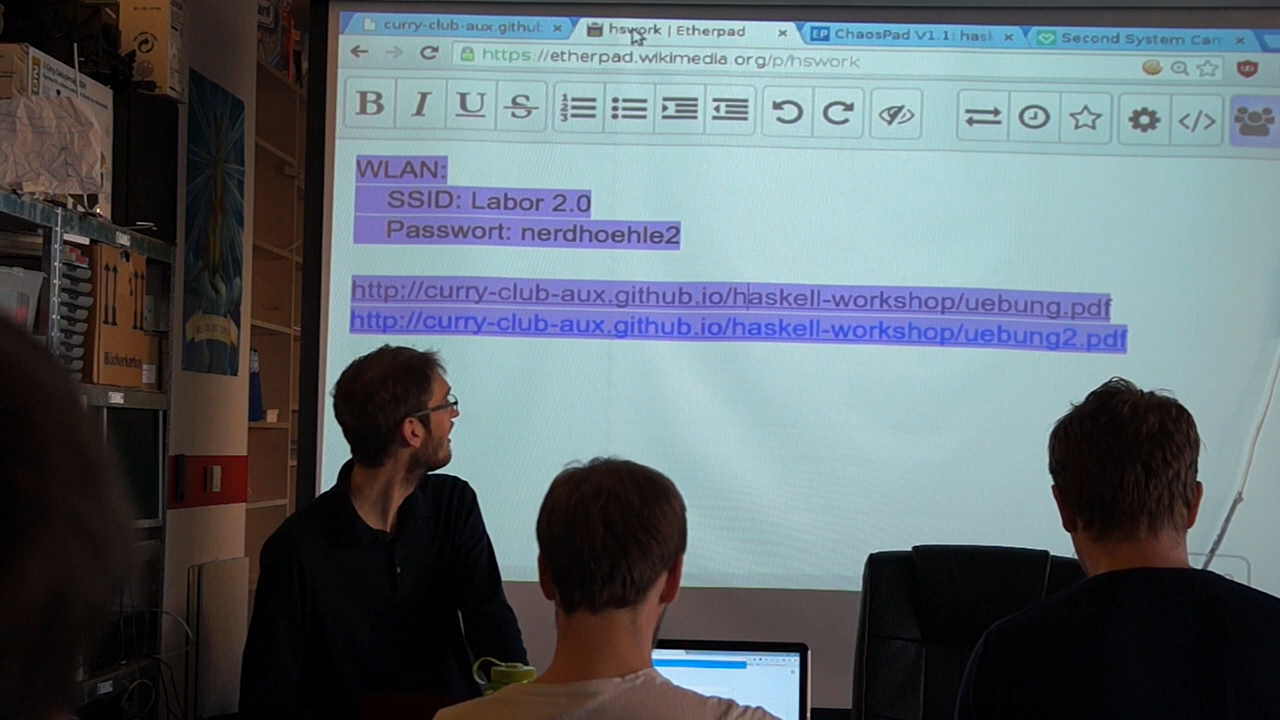 curry-club-aux.github
hswork | Etherpad
ChaosPad V1.1: hask
Second System Cam
https://etherpad.wikimedia.org/p/hswork
B I U S
WLAN:
SSID: Labor 2.0
Passwort: nerdhoehle2
http://curry-club-aux.github.io/haskell-workshop/uebung.pdf
http://curry-club-aux.github.io/haskell-workshop/uebung2.pdf
Bücherkarton